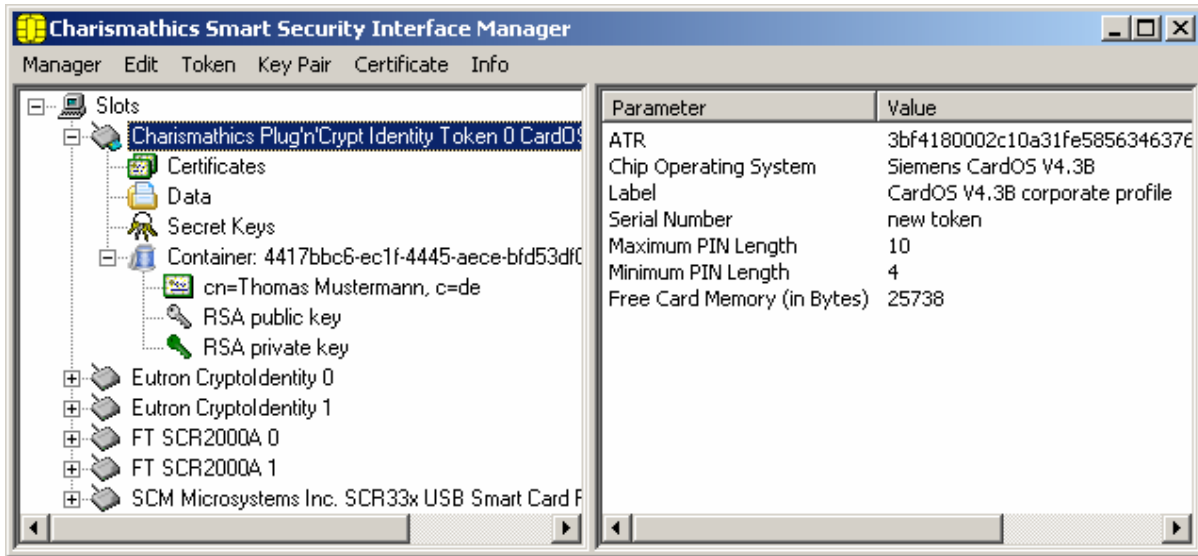 Charismathics Smart Security Interface Manager
Manager Edit Token Key Pair Certificate Info
Slots
Charismathics Plug'n'Crypt Identity Token 0 CardOS
Certificates
Data
Secret Keys
Container: 4417bbc6-ec1f-4445-aece-bfd53df0
cn=Thomas Mustermann, c=de
RSA public key
RSA private key
Eutron CryptoIdentity 0
Eutron CryptoIdentity 1
FT SCR2000A 0
FT SCR2000A 1
SCM Microsystems Inc. SCR33x USB Smart Card R
Parameter Value
ATR 3bf4180002c10a31fe5856346376
Chip Operating System Siemens CardOS V4.3B
Label CardOS V4.3B corporate profile
Serial Number new token
Maximum PIN Length 10
Minimum PIN Length 4
Free Card Memory (in Bytes) 25738